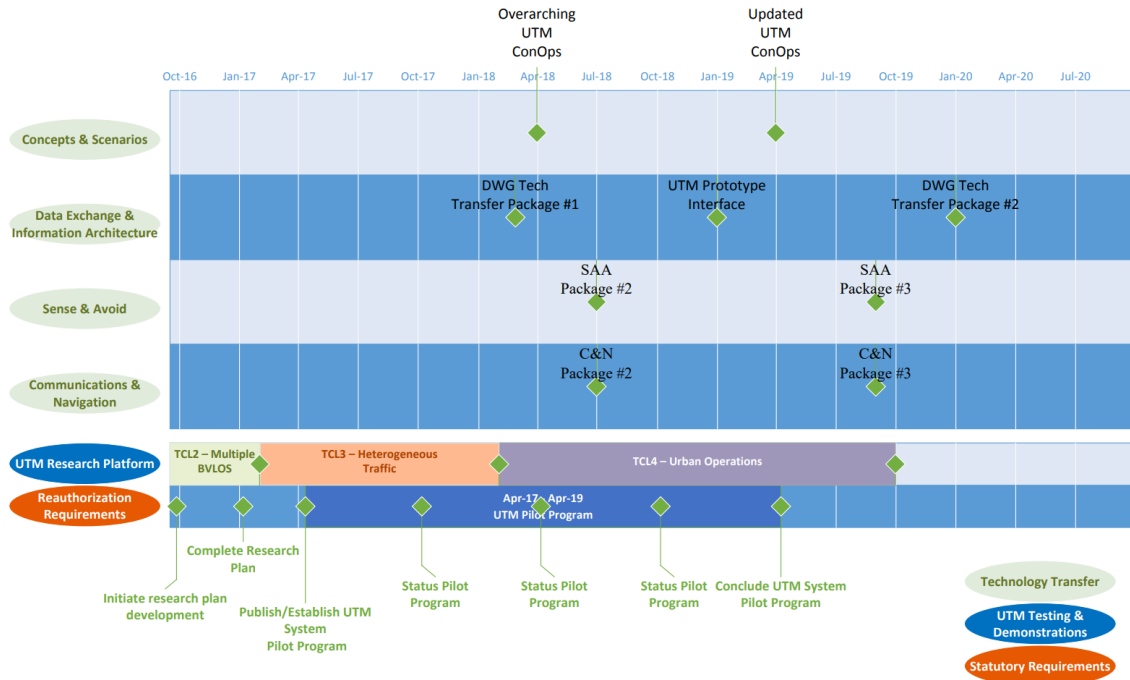 Overarching
UTM
ConOps
Updated
UTM
ConOps
Oct-16 Jan-17 Apr-17 Jul-17 Oct-17 Jan-18 Apr-18 Jul-18 Oct-18 Jan-19 Apr-19 Jul-19 Oct-19 Jan-20 Apr-20 Jul-20
Concepts & Scenarios
Data Exchange &
Information Architecture
DWG Tech
Transfer Package #1
UTM Prototype
Interface
DWG Tech
Transfer Package #2
Sense & Avoid
SAA
Package #2
SAA
Package #3
Communications &
Navigation
C&N
Package #2
C&N
Package #3
UTM Research Platform
TCL2 – Multiple
BVLOS
TCL3 – Heterogeneous
Traffic
TCL4 – Urban Operations
Reauthorization
Requirements
Apr-17 - Apr-19
UTM Pilot Program
Initiate research plan
development
Complete Research
Plan
Publish/Establish UTM
System
Pilot Program
Status Pilot
Program
Status Pilot
Program
Status Pilot
Program
Conclude UTM System
Pilot Program
Technology Transfer
UTM Testing &
Demonstrations
Statutory Requirements